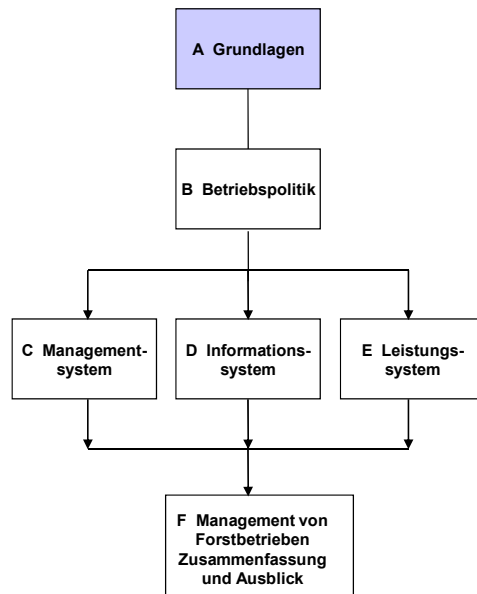 A Grundlagen
B Betriebspolitik
C Management-
system
D Informations-
system
E Leistungs-
system
F Management von
Forstbetrieben
Zusammenfassung
und Ausblick